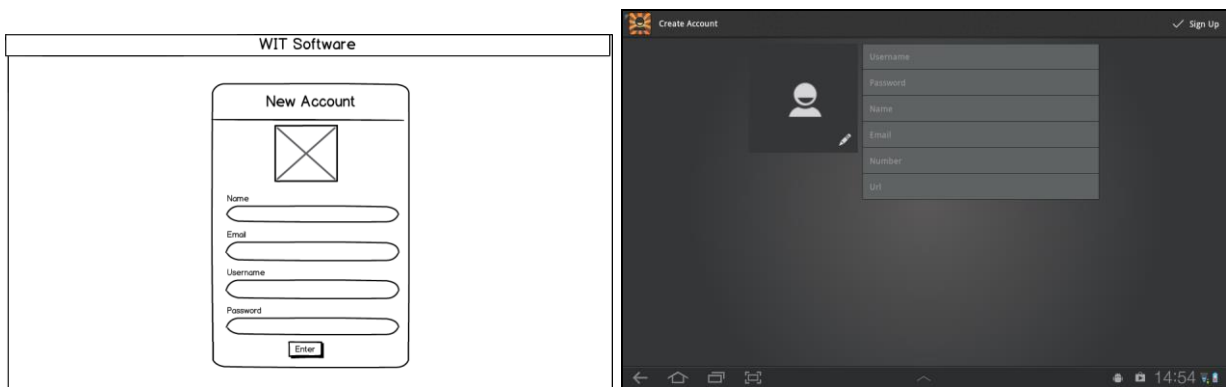 WIT Software
New Account
Name
Email
Username
Password
Enter
Create Account
Sign Up
Username
Password
Name
Email
Number
Url
14:54